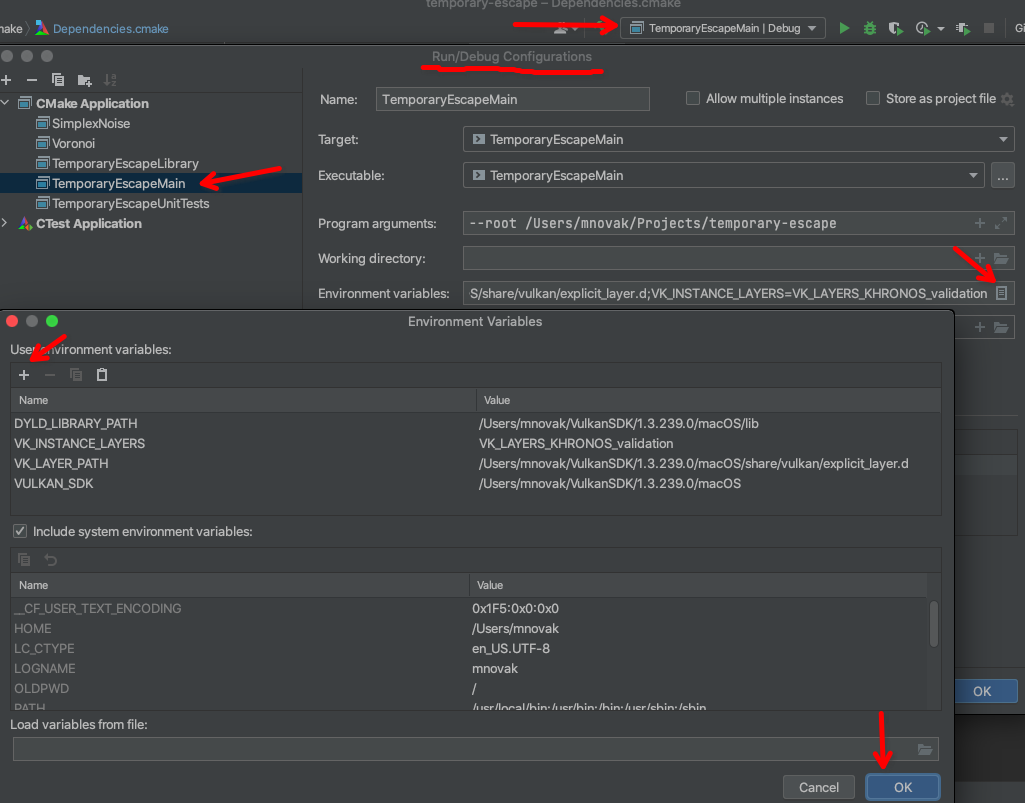 temporary-escape – Dependencies.cmake
make Dependencies.cmake TemporaryEscapeMain | Debug Gi
Run/Debug Configurations
CMake Application
SimplexNoise
Voronoi
TemporaryEscapeLibrary
TemporaryEscapeMain
TemporaryEscapeUnitTests
CTest Application
Name: TemporaryEscapeMain Allow multiple instances Store as project file
Target: TemporaryEscapeMain
Executable: TemporaryEscapeMain ...
Program arguments: --root /Users/mnovak/Projects/temporary-escape
Working directory:
Environment variables: S/share/vulkan/explicit_layer.d;VK_INSTANCE_LAYERS=VK_LAYERS_KHRONOS_validation
Environment Variables
User environment variables:
Name Value
DYLD_LIBRARY_PATH /Users/mnovak/VulkanSDK/1.3.239.0/macOS/lib
VK_INSTANCE_LAYERS VK_LAYERS_KHRONOS_validation
VK_LAYER_PATH /Users/mnovak/VulkanSDK/1.3.239.0/macOS/share/vulkan/explicit_layer.d
VULKAN_SDK /Users/mnovak/VulkanSDK/1.3.239.0/macOS
Include system environment variables:
Name Value
__CF_USER_TEXT_ENCODING 0x1F5:0x0:0x0
HOME /Users/mnovak
LC_CTYPE en_US.UTF-8
LOGNAME mnovak
OLDPWD /
PATH /usr/local/bin:/usr/bin:/bin:/usr/sbin:/sbin
OK
Load variables from file:
Cancel OK